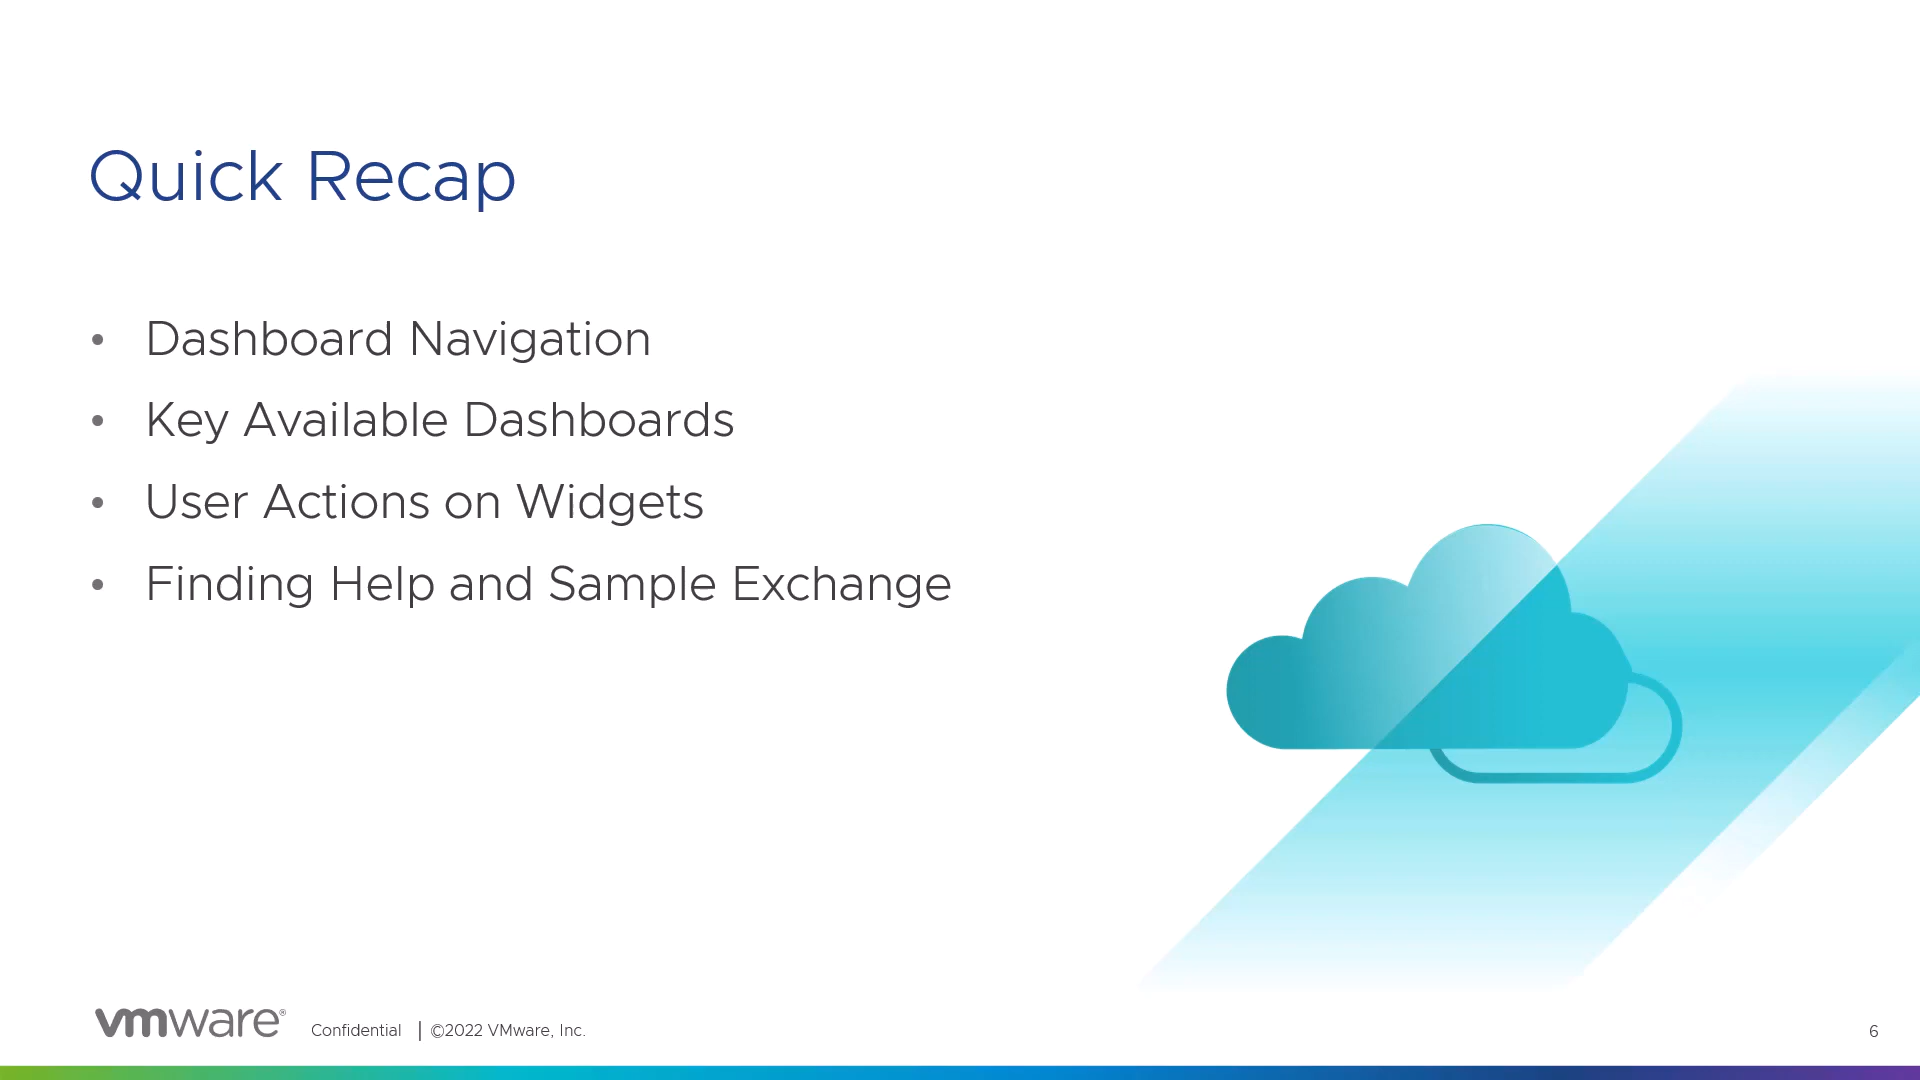 Quick Recap
• Dashboard Navigation
• Key Available Dashboards
• User Actions on Widgets
• Finding Help and Sample Exchange
vmware® Confidential | ©2022 VMware, Inc. 6